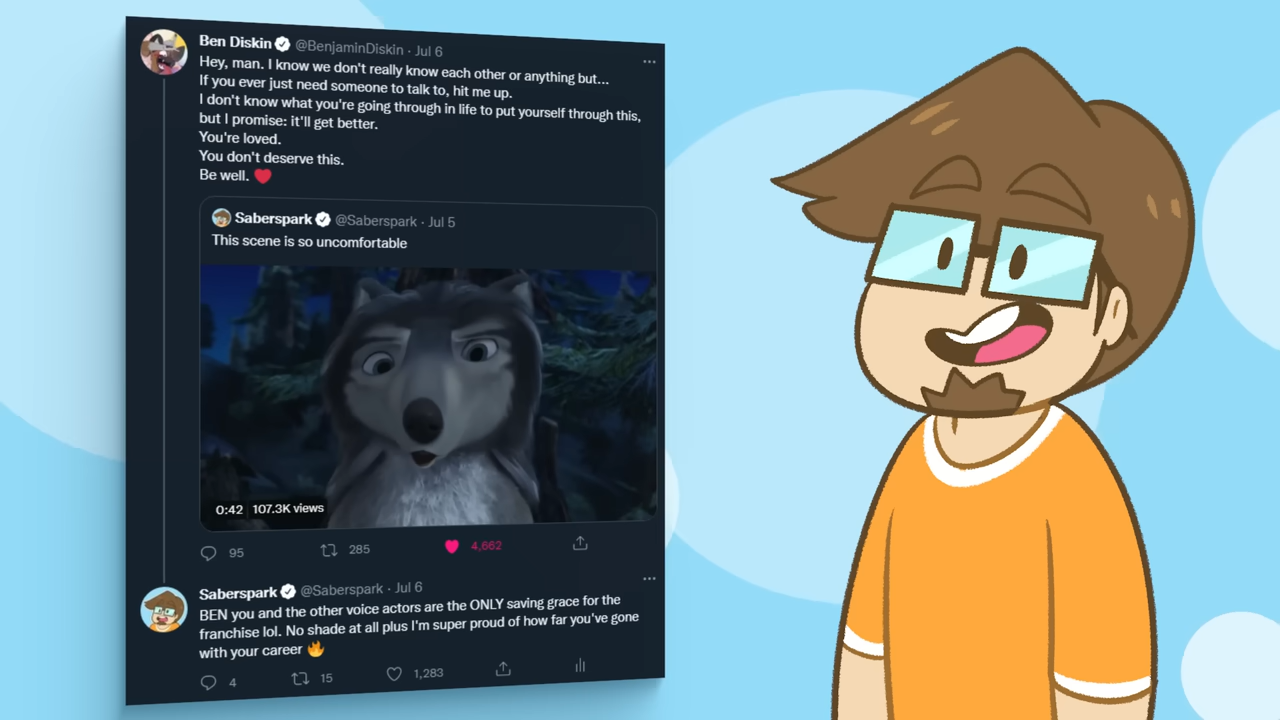 Ben Diskin @BenjaminDiskin · Jul 6
Hey, man. I know we don't really know each other or anything but...
If you ever just need someone to talk to, hit me up.
I don't know what you're going through in life to put yourself through this,
but I promise: it'll get better.
You're loved.
You don't deserve this.
Be well. ❤️
Saberspark @Saberspark · Jul 5
This scene is so uncomfortable
0:42 107.3K views
95 285 4,662
Saberspark @Saberspark · Jul 6
BEN you and the other voice actors are the ONLY saving grace for the
franchise lol. No shade at all plus I'm super proud of how far you've gone
with your career 🔥
4 15 1,283